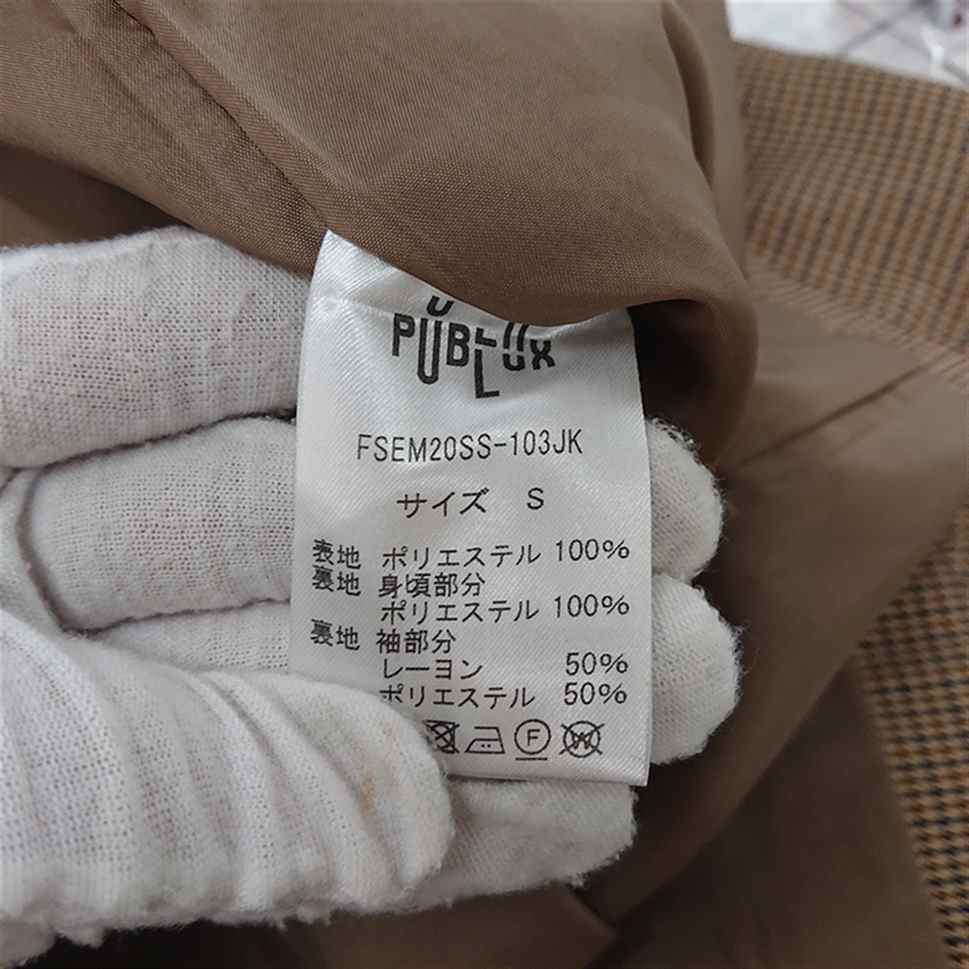 PÜBLUX
FSEM20SS-103JK
サイズ S
表地 ポリエステル 100%
裏地 身頃部分
ポリエステル 100%
裏地 袖部分
レーヨン 50%
ポリエステル 50%
F W